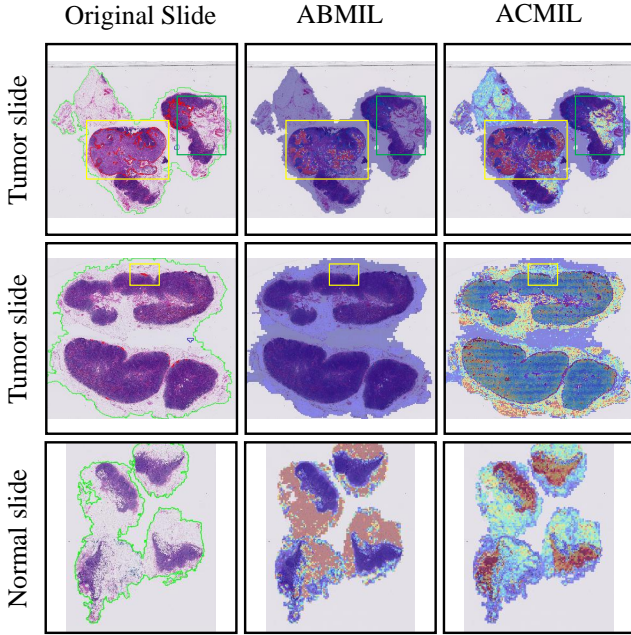 Original Slide
ABMIL
ACMIL
Tumor slide
Tumor slide
Normal slide